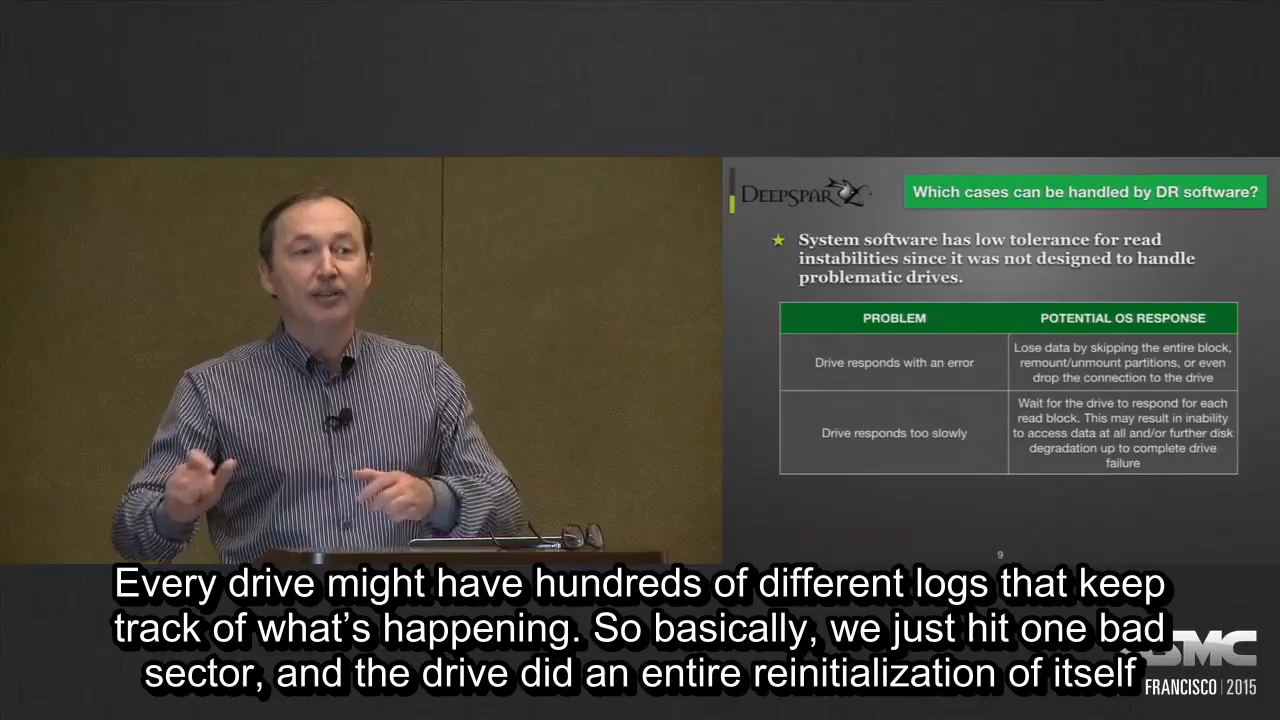 DEEPSPAR
Which cases can be handled by DR software?
System software has low tolerance for read
instabilities since it was not designed to handle
problematic drives.
PROBLEM
POTENTIAL OS RESPONSE
Drive responds with an error
Lose data by skipping the entire block,
remount/unmount partitions, or even
drop the connection to the drive
Drive responds too slowly
Wait for the drive to respond for each
read block. This may result in inability
to access data at all and/or further disk
degradation up to complete drive
failure
9
Every drive might have hundreds of different logs that keep
track of what’s happening. So basically, we just hit one bad
sector, and the drive did an entire reinitialization of itself
FRANCISCO | 2015